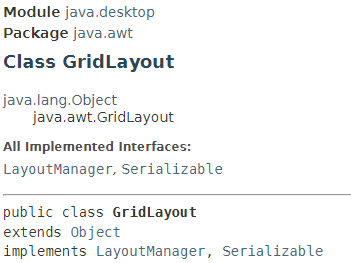 Module java.desktop
Package java.awt
Class GridLayout
java.lang.Object
java.awt.GridLayout
All Implemented Interfaces:
LayoutManager, Serializable
public class GridLayout
extends Object
implements LayoutManager, Serializable